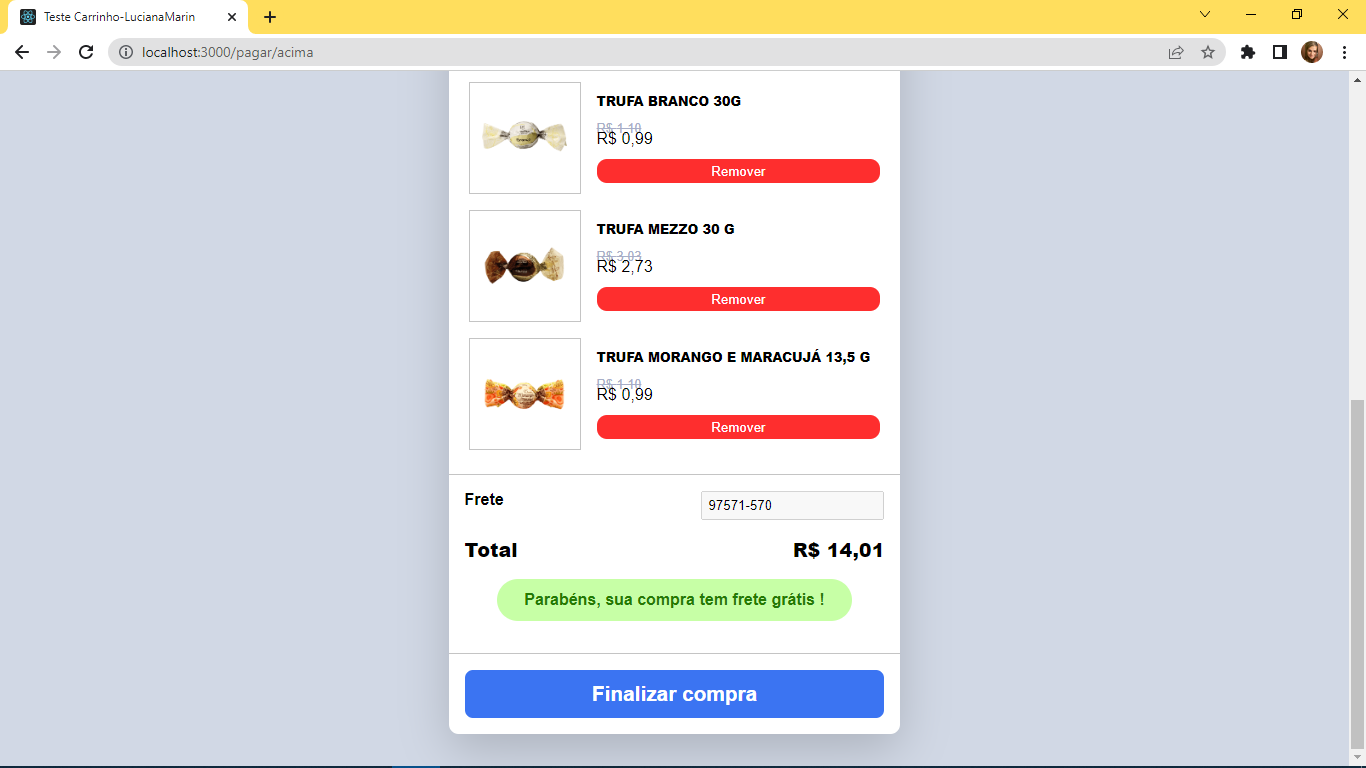 Teste Carrinho-LucianaMarin
localhost:3000/pagar/acima
TRUFA BRANCO 30G
R$ 1,10
R$ 0,99
Remover
TRUFA MEZZO 30 G
R$ 3,03
R$ 2,73
Remover
TRUFA MORANGO E MARACUJÁ 13,5 G
R$ 1,10
R$ 0,99
Remover
Frete
97571-570
Total
R$ 14,01
Parabéns, sua compra tem frete grátis !
Finalizar compra